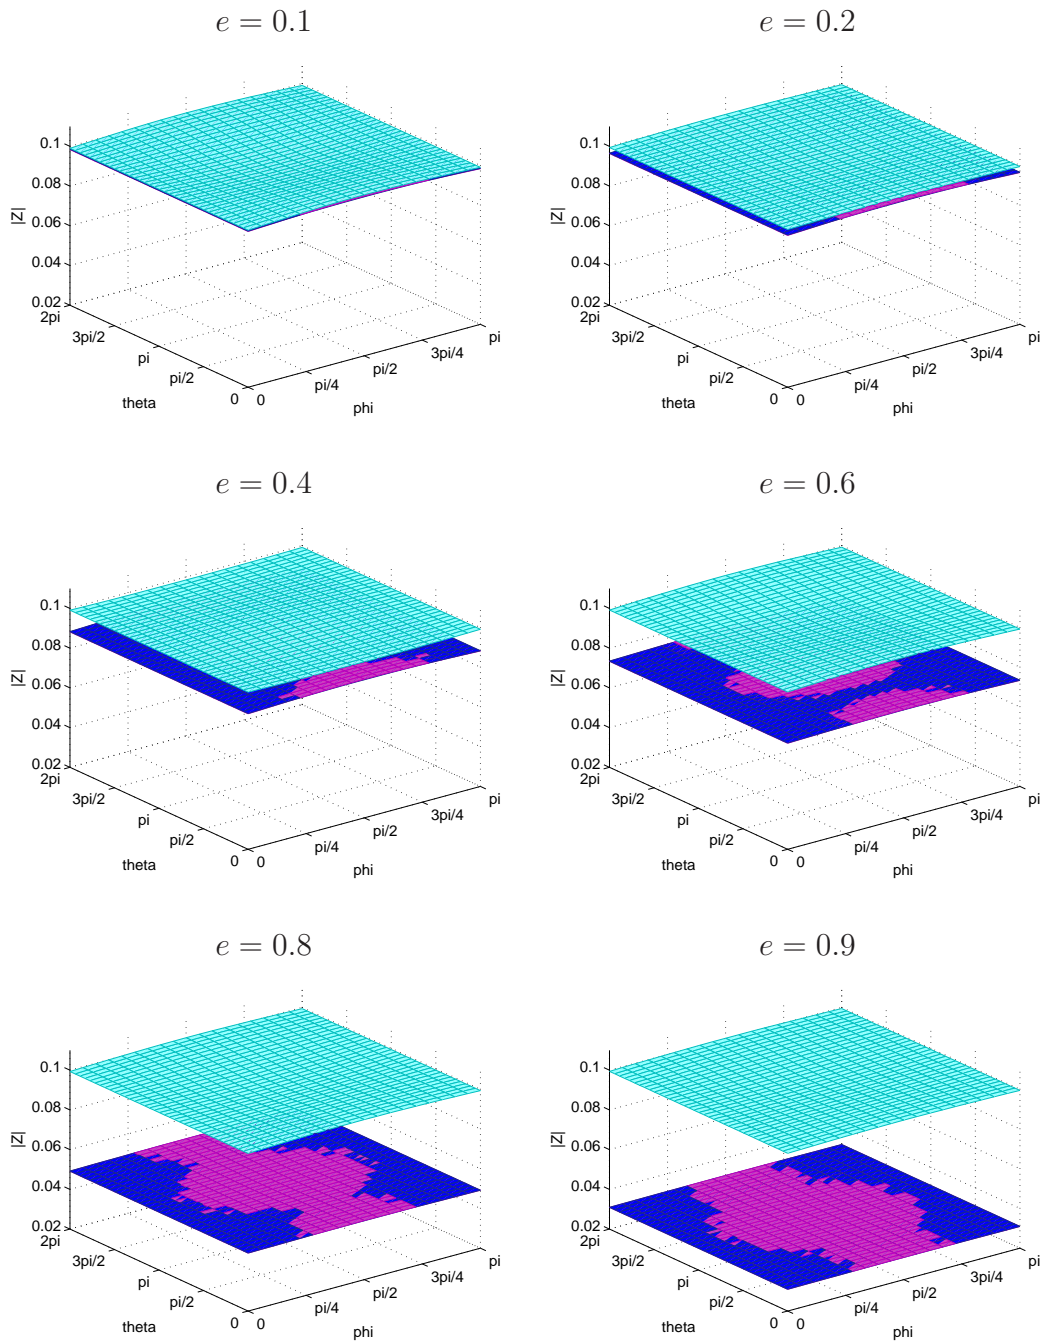 e = 0.1
0.1
0.08
0.06
0.04
0.02
|Z|
2pi
3pi/2
pi
pi/2
0
theta
0
pi/4
pi/2
3pi/4
pi
phi
e = 0.2
0.1
0.08
0.06
0.04
0.02
|Z|
2pi
3pi/2
pi
pi/2
0
theta
0
pi/4
pi/2
3pi/4
pi
phi
e = 0.4
0.1
0.08
0.06
0.04
0.02
|Z|
2pi
3pi/2
pi
pi/2
0
theta
0
pi/4
pi/2
3pi/4
pi
phi
e = 0.6
0.1
0.08
0.06
0.04
0.02
|Z|
2pi
3pi/2
pi
pi/2
0
theta
0
pi/4
pi/2
3pi/4
pi
phi
e = 0.8
0.1
0.08
0.06
0.04
0.02
|Z|
2pi
3pi/2
pi
pi/2
0
theta
0
pi/4
pi/2
3pi/4
pi
phi
e = 0.9
0.1
0.08
0.06
0.04
0.02
|Z|
2pi
3pi/2
pi
pi/2
0
theta
0
pi/4
pi/2
3pi/4
pi
phi